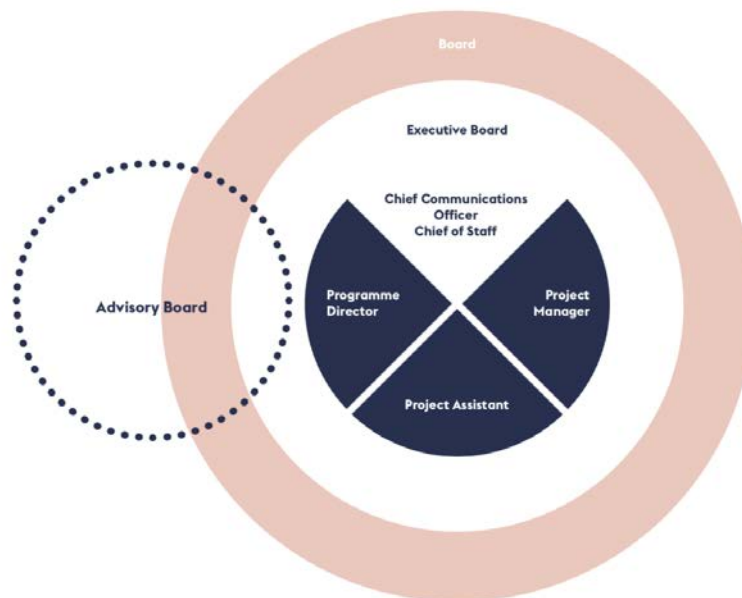 Board
Executive Board
Chief Communications
Officer
Chief of Staff
Advisory Board
Programme
Director
Project
Manager
Project Assistant